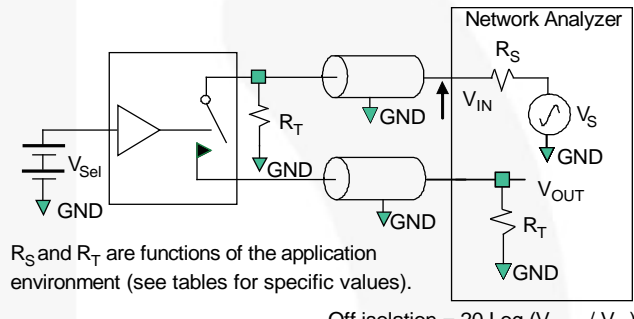 Network Analyzer
R_S
V_IN
V_S
GND
GND
R_T
GND
V_Sel
GND
V_OUT
R_T
GND
GND
R_S and R_T are functions of the application
environment (see tables for specific values).